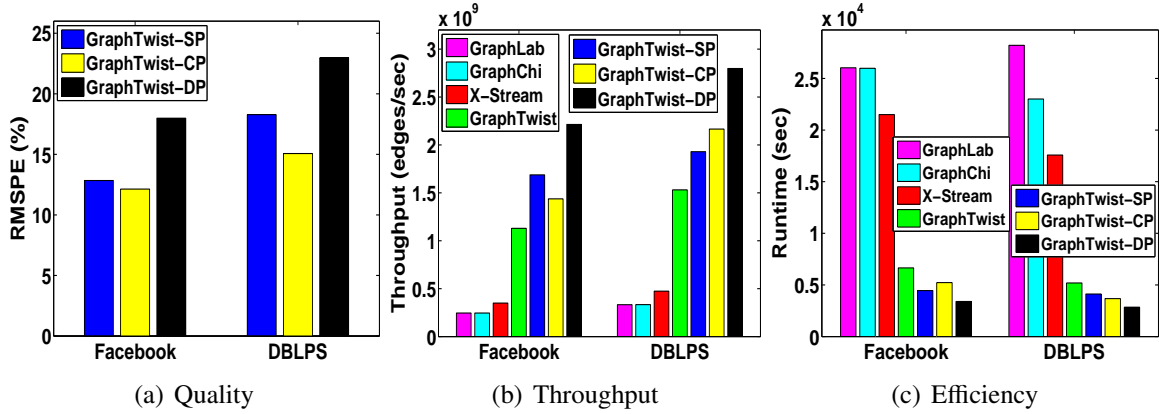 RMSPE (%)
25
20
15
10
5
0
GraphTwist-SP
GraphTwist-CP
GraphTwist-DP
Facebook
DBLPS
(a) Quality
x 10^9
Throughput (edges/sec)
3
2.5
2
1.5
1
0.5
0
GraphLab
GraphChi
X-Stream
GraphTwist
GraphTwist-SP
GraphTwist-CP
GraphTwist-DP
Facebook
DBLPS
(b) Throughput
x 10^4
Runtime (sec)
2.5
2
1.5
1
0.5
0
GraphLab
GraphChi
X-Stream
GraphTwist
GraphTwist-SP
GraphTwist-CP
GraphTwist-DP
Facebook
DBLPS
(c) Efficiency